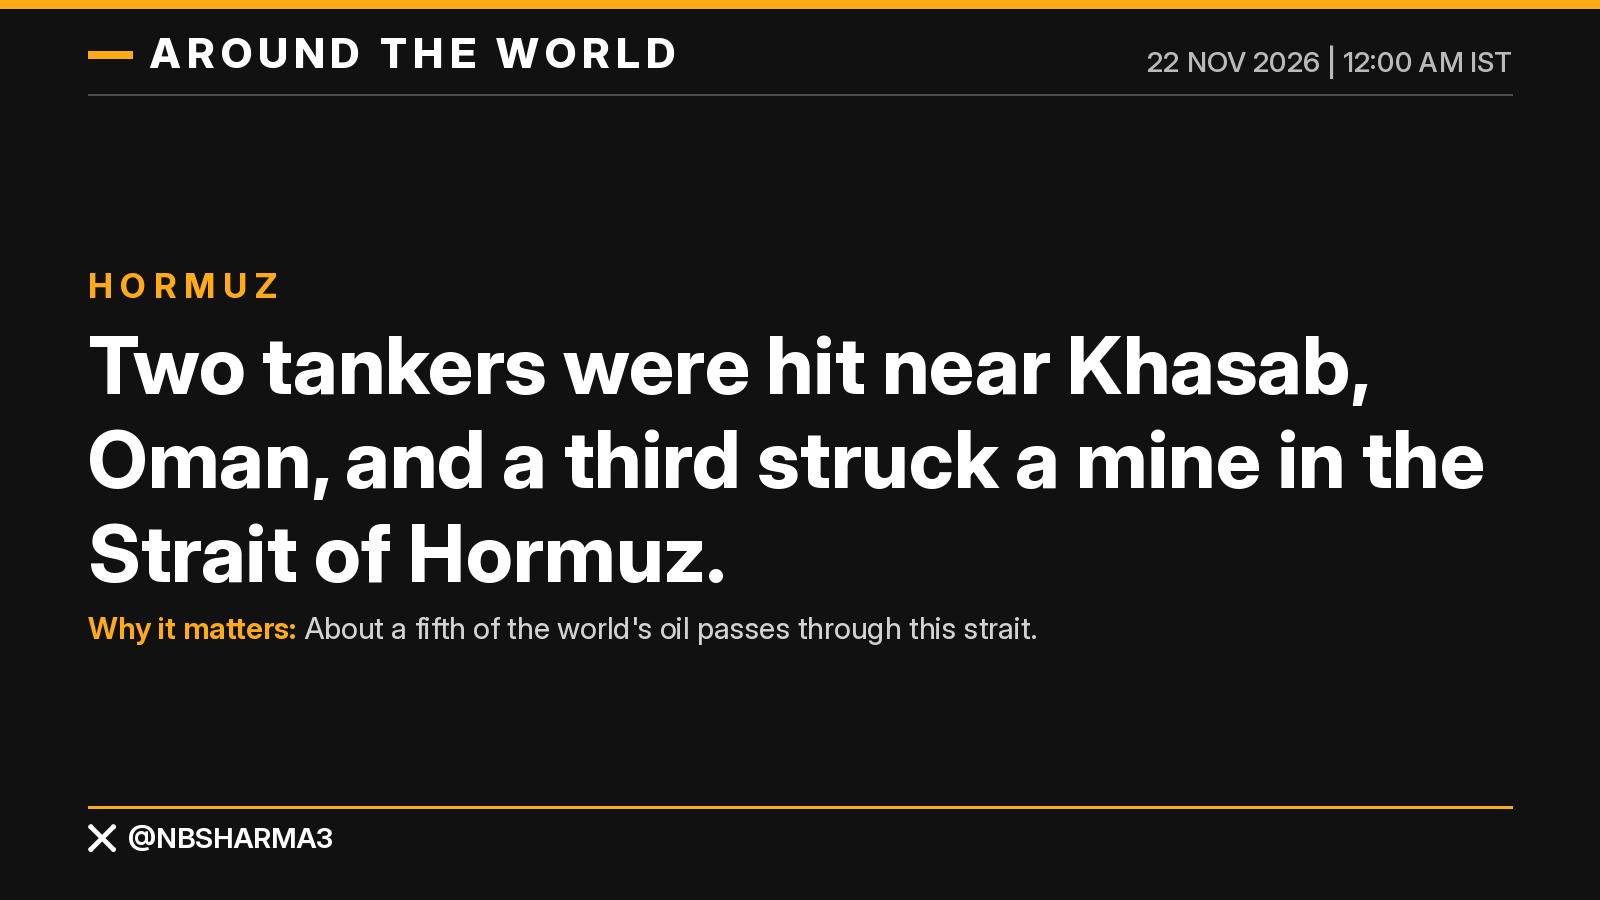 AROUND THE WORLD
22 NOV 2026 | 12:00 AM IST
HORMUZ
Two tankers were hit near Khasab,
Oman, and a third struck a mine in the
Strait of Hormuz.
Why it matters: About a fifth of the world's oil passes through this strait.
@NBSHARMA3